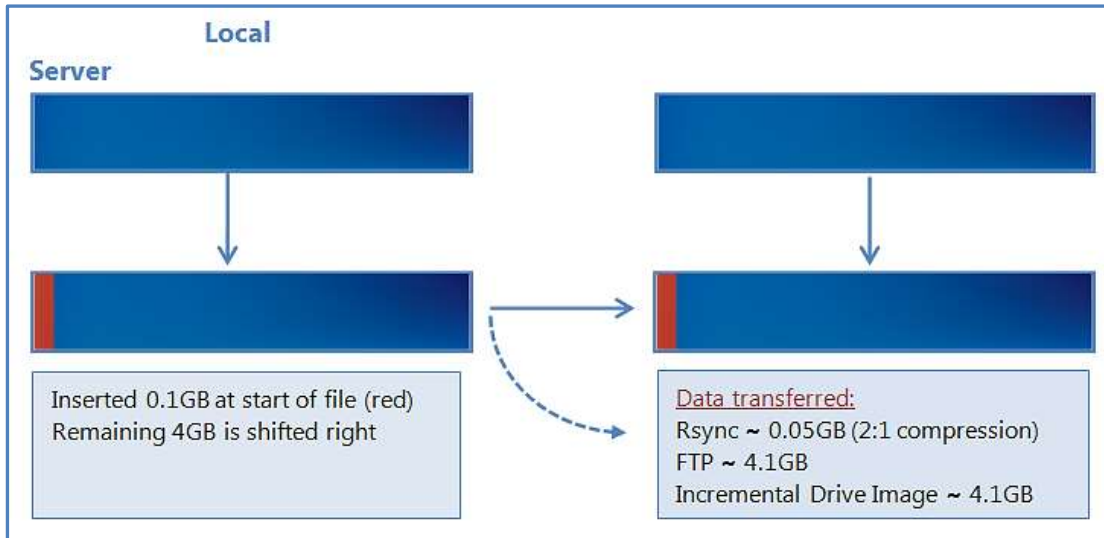 Local
Server
Inserted 0.1GB at start of file (red)
Remaining 4GB is shifted right
Data transferred:
Rsync ~ 0.05GB (2:1 compression)
FTP ~ 4.1GB
Incremental Drive Image ~ 4.1GB